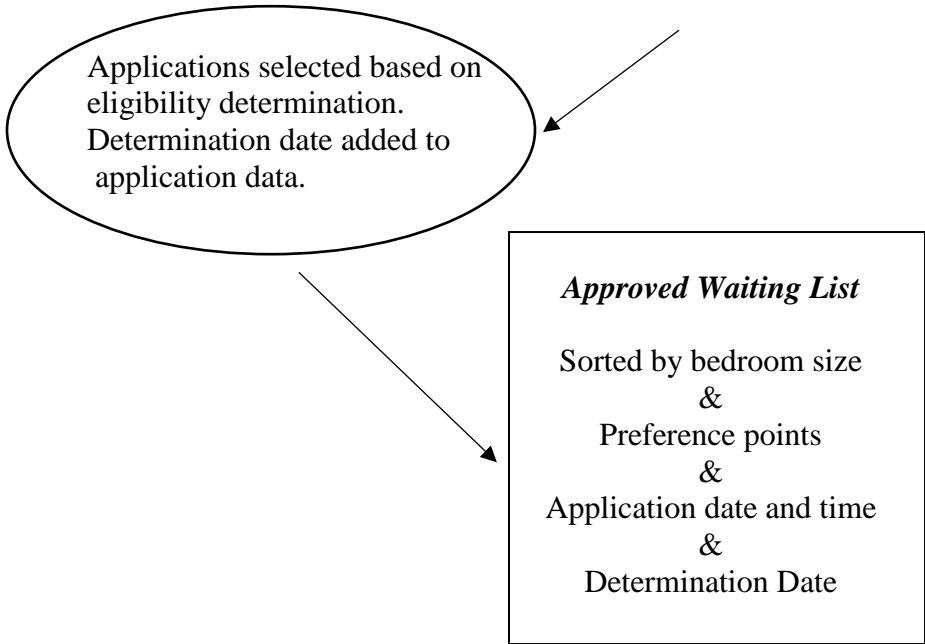 Applications selected based on
eligibility determination.
Determination date added to
application data.
Approved Waiting List
Sorted by bedroom size
&
Preference points
&
Application date and time
&
Determination Date